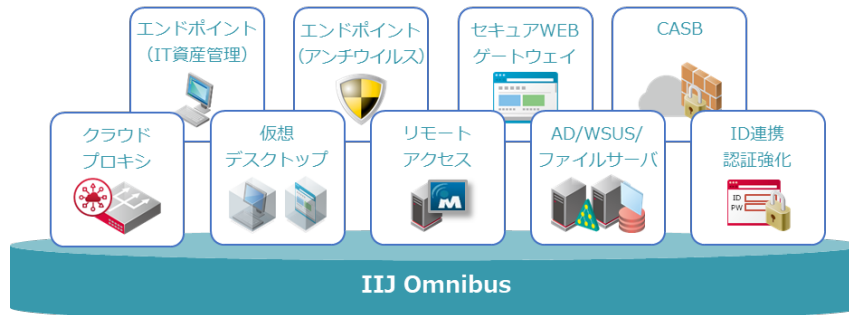 エンドポイント
（IT資産管理）
エンドポイント
（アンチウイルス）
セキュアWEB
ゲートウェイ
CASB
クラウド
プロキシ
仮想
デスクトップ
リモート
アクセス
M
AD/WSUS/
ファイルサーバ
ID連携
認証強化
ID
PW
IIJ Omnibus